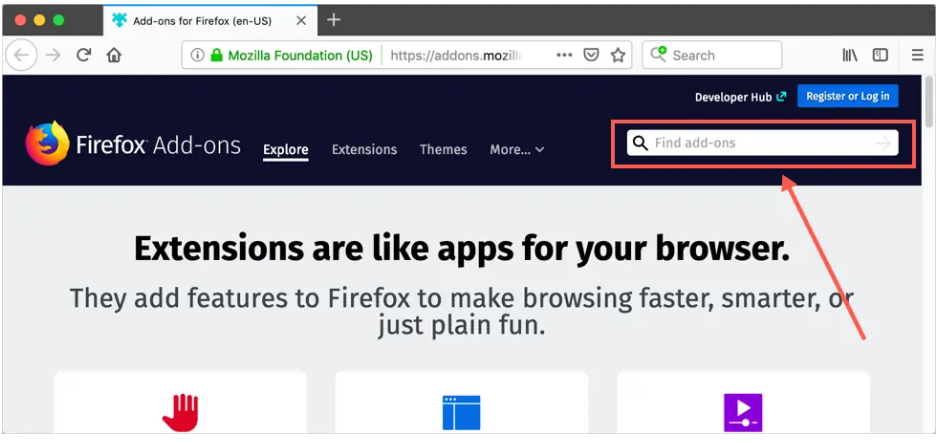 Add-ons for Firefox (en-US)
Mozilla Foundation (US) https://addons.mozill
Search
Developer Hub
Register or Log in
Firefox Add-ons
Explore
Extensions
Themes
More...
Find add-ons
Extensions are like apps for your browser.
They add features to Firefox to make browsing faster, smarter, or
just plain fun.